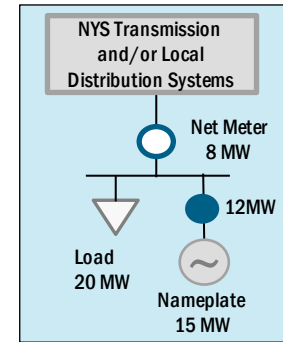 NYS Transmission
and/or Local
Distribution Systems
Net Meter
8 MW
12MW
Load
20 MW
Nameplate
15 MW